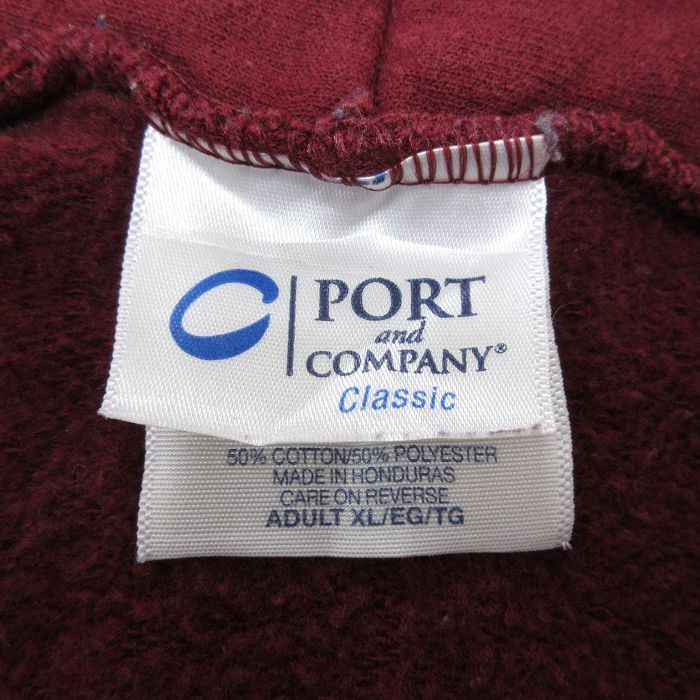 PORT
and
COMPANY®
Classic
50% COTTON/50% POLYESTER
MADE IN HONDURAS
CARE ON REVERSE
ADULT XL/EG/TG